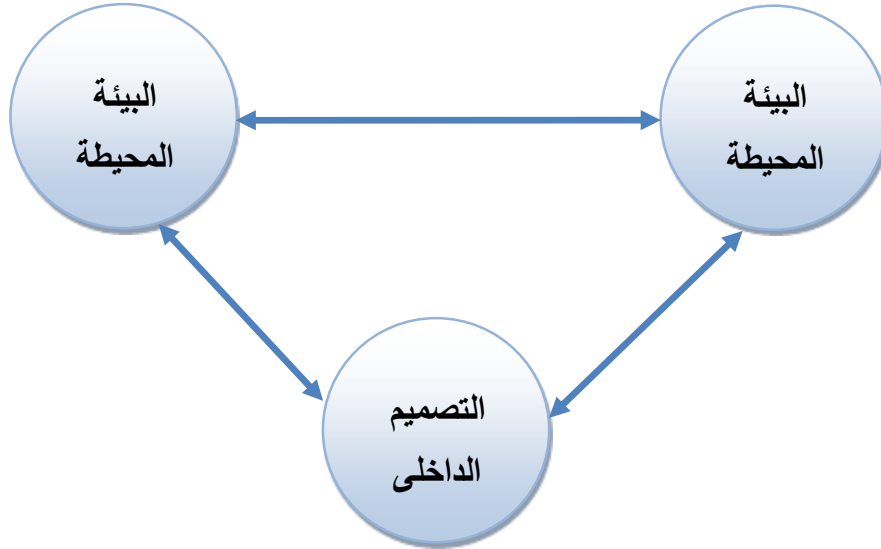 البيئة
المحيطة
البيئة
المحيطة
التصميم
الداخلى